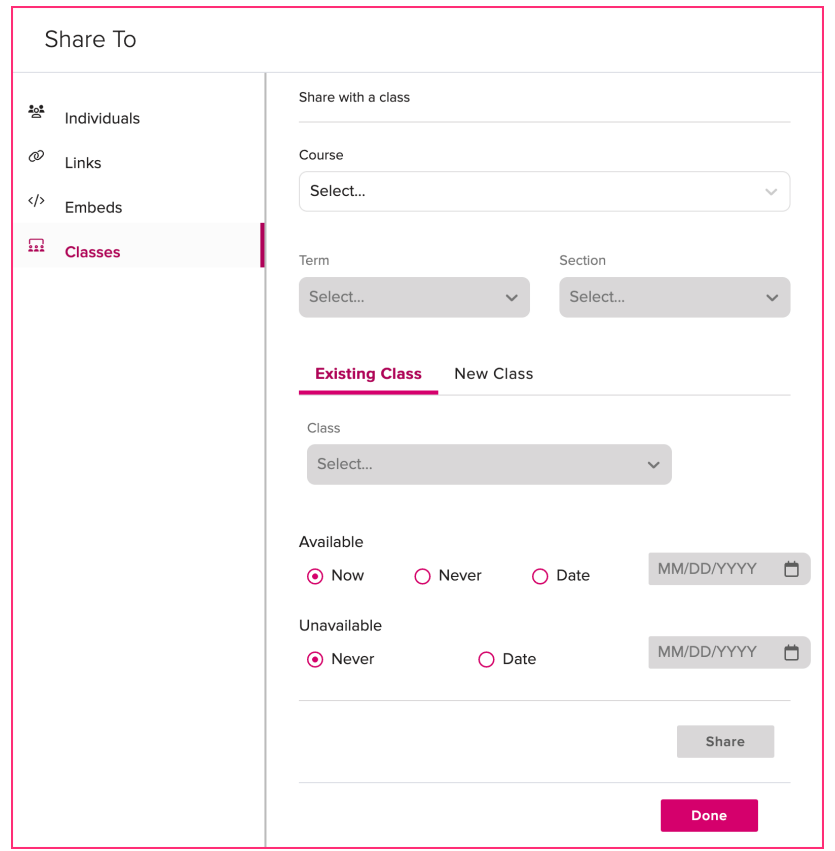 Share To
Individuals
Links
Embeds
Classes
Share with a class
Course
Select...
Term
Section
Select...
Select...
Existing Class
New Class
Class
Select...
Available
Now
Never
Date
MM/DD/YYYY
Unavailable
Never
Date
MM/DD/YYYY
Share
Done